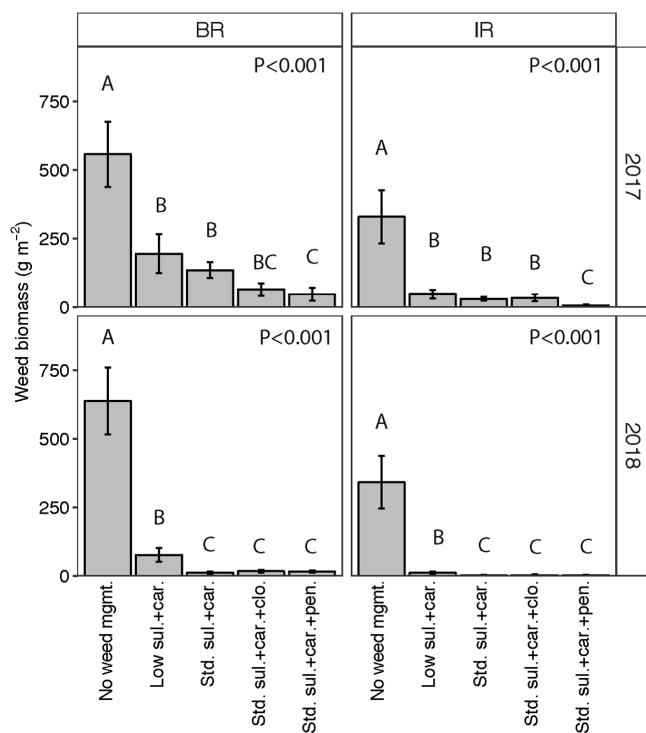 BR
IR
P<0.001
P<0.001
A
B
B
BC
C
A
B
B
B
C
2017
P<0.001
P<0.001
A
B
C
C
C
A
B
C
C
C
2018
Weed biomass (g m⁻²)
750
500
250
0
750
500
250
0
No weed mgmt.
Low sul.+car.
Std. sul.+car.
Std. sul.+car.+clo.
Std. sul.+car.+pen.
No weed mgmt.
Low sul.+car.
Std. sul.+car.
Std. sul.+car.+clo.
Std. sul.+car.+pen.